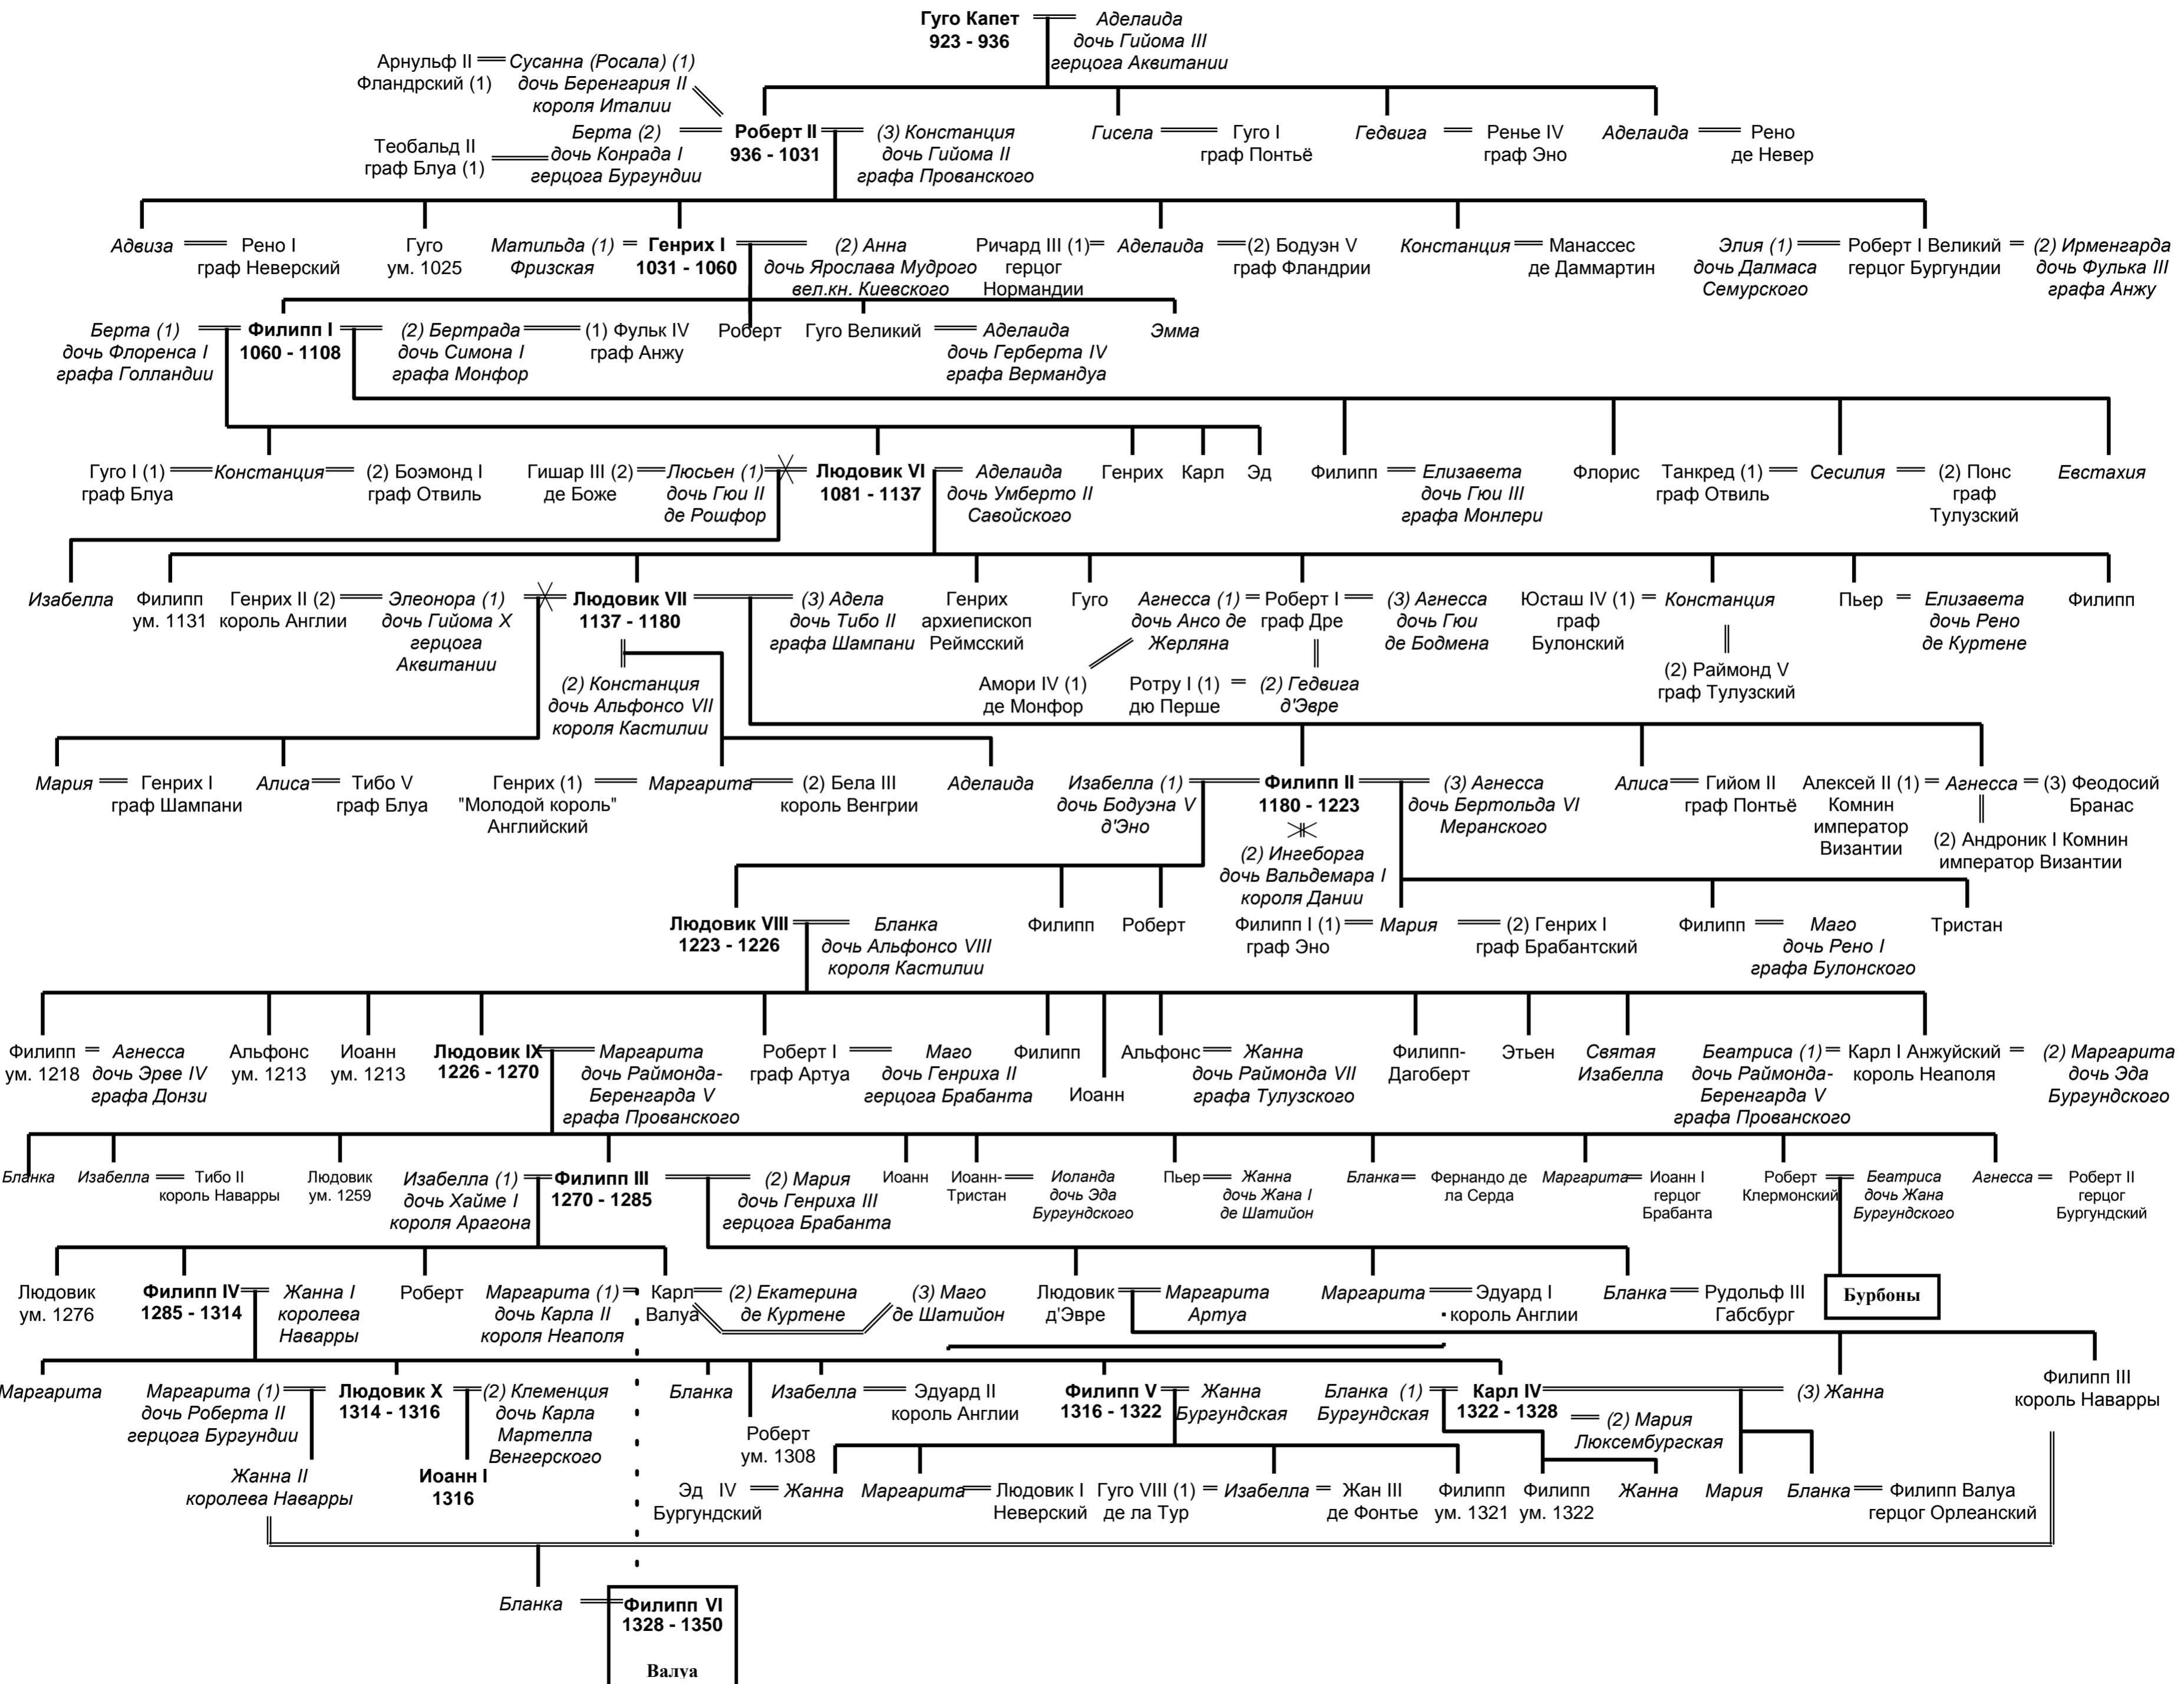 Гуго Капет
923 - 936
Аделаида
дочь Гийома III
герцога Аквитании
Арнульф II
Фландрский (1)
Сусанна (Росала) (1)
дочь Беренгария II
короля Италии
Теобальд II
граф Блуа (1)
Берта (2)
дочь Конрада I
герцога Бургундии
Роберт II
936 - 1031
(3) Констанция
дочь Гийома II
графа Прованского
Гисела
Гуго I
граф Понтьё
Гедвига
Ренье IV
граф Эно
Аделаида
Рено
де Невер
Адвиза
Рено I
граф Неверский
Гуго
ум. 1025
Матильда (1)
Фризская
Генрих I
1031 - 1060
(2) Анна
дочь Ярослава Мудрого
вел.кн. Киевского
Ричард III (1)
герцог
Нормандии
Аделаида
(2) Бодуэн V
граф Фландрии
Констанция
Манассес
де Даммартин
Элия (1)
дочь Далмаса
Семурского
Роберт I Великий
герцог Бургундии
(2) Ирменгарда
дочь Фулька III
графа Анжу
Берта (1)
дочь Флоренса I
графа Голландии
Филипп I
1060 - 1108
(2) Бертрада
дочь Симона I
графа Монфор
(1) Фульк IV
граф Анжу
Роберт
Гуго Великий
Аделаида
дочь Герберта IV
графа Вермандуа
Эмма
Гуго I (1)
граф Блуа
Констанция
(2) Боэмонд I
граф Отвиль
Гишар III (2)
де Боже
Люсьен (1)
дочь Гюи II
де Рошфор
Людовик VI
1081 - 1137
Аделаида
дочь Умберто II
Савойского
Генрих
Карл
Эд
Филипп
Елизавета
дочь Гюи III
графа Монлери
Флорис
Танкред (1)
граф Отвиль
Сесилия
(2) Понс
граф
Тулузский
Евстахия
Изабелла
Филипп
ум. 1131
Генрих II (2)
король Англии
Элеонора (1)
дочь Гийома X
герцога
Аквитании
Людовик VII
1137 - 1180
(3) Адела
дочь Тибо II
графа Шампани
Генрих
архиепископ
Реймсский
Гуго
Агнесса (1)
дочь Ансо де
Жерляна
Роберт I
граф Дре
(3) Агнесса
дочь Гюи
де Бодмена
Юсташ IV (1)
граф
Булонский
Констанция
Пьер
Елизавета
дочь Рено
де Куртене
Филипп
(2) Констанция
дочь Альфонсо VII
короля Кастилии
Амори IV (1)
де Монфор
Ротру I (1)
дю Перше
(2) Гедвига
д'Эвре
(2) Раймонд V
граф Тулузский
Мария
Генрих I
граф Шампани
Алиса
Тибо V
граф Блуа
Генрих (1)
"Молодой король"
Английский
Маргарита
(2) Бела III
король Венгрии
Аделаида
Изабелла (1)
дочь Бодуэна V
д'Эно
Филипп II
1180 - 1223
(3) Агнесса
дочь Бертольда VI
Меранского
Алиса
Гийом II
граф Понтьё
Алексей II (1)
Комнин
император
Византии
Агнесса
(3) Феодосий
Бранас
(2) Андроник I Комнин
император Византии
(2) Ингеборга
дочь Вальдемара I
короля Дании
Людовик VIII
1223 - 1226
Бланка
дочь Альфонсо VIII
короля Кастилии
Филипп
Роберт
Филипп I (1)
граф Эно
Мария
(2) Генрих I
граф Брабантский
Филипп
Маго
дочь Рено I
графа Булонского
Тристан
Филипп
ум. 1218
Агнесса
дочь Эрве IV
графа Донзи
Альфонс
ум. 1213
Иоанн
ум. 1213
Людовик IX
1226 - 1270
Маргарита
дочь Раймонда-
Беренгарда V
графа Прованского
Роберт I
граф Артуа
Маго
дочь Генриха II
герцога Брабанта
Филипп
Иоанн
Альфонс
Жанна
дочь Раймонда VII
графа Тулузского
Филипп-
Дагоберт
Этьен
Святая
Изабелла
Беатриса (1)
дочь Раймонда-
Беренгарда V
графа Прованского
Карл I Анжуйский
король Неаполя
(2) Маргарита
дочь Эда
Бургундского
Бланка
Изабелла
Тибо II
король Наварры
Людовик
ум. 1259
Изабелла (1)
дочь Хайме I
короля Арагона
Филипп III
1270 - 1285
(2) Мария
дочь Генриха III
герцога Брабанта
Иоанн
Иоанн-
Тристан
Иоланда
дочь Эда
Бургундского
Пьер
Жанна
дочь Жана I
де Шатийон
Бланка
Фернандо де
ла Серда
Маргарита
Иоанн I
герцог
Брабанта
Роберт
Клермонский
Беатриса
дочь Жана
Бургундского
Агнесса
Роберт II
герцог
Бургундский
Людовик
ум. 1276
Филипп IV
1285 - 1314
Жанна I
королева
Наварры
Роберт
Маргарита (1)
дочь Карла II
короля Неаполя
Карл
Валуа
(2) Екатерина
де Куртене
(3) Маго
де Шатийон
Людовик
д'Эвре
Маргарита
Артуа
Маргарита
Эдуард I
король Англии
Бланка
Рудольф III
Габсбург
Бурбоны
Маргарита
Маргарита (1)
дочь Роберта II
герцога Бургундии
Людовик X
1314 - 1316
(2) Клеменция
дочь Карла
Мартелла
Венгерского
Бланка
Роберт
ум. 1308
Изабелла
Эдуард II
король Англии
Филипп V
1316 - 1322
Жанна
Бургундская
Бланка (1)
Бургундская
Карл IV
1322 - 1328
(2) Мария
Люксембургская
(3) Жанна
Филипп III
король Наварры
Жанна II
королева Наварры
Иоанн I
1316
Эд IV
Бургундский
Жанна
Маргарита
Людовик I
Неверский
Гуго VIII (1)
де ла Тур
Изабелла
Жан III
де Фонтье
Филипп
ум. 1321
Филипп
ум. 1322
Жанна
Мария
Бланка
Филипп Валуа
герцог Орлеанский
Бланка
Филипп VI
1328 - 1350
Валуа